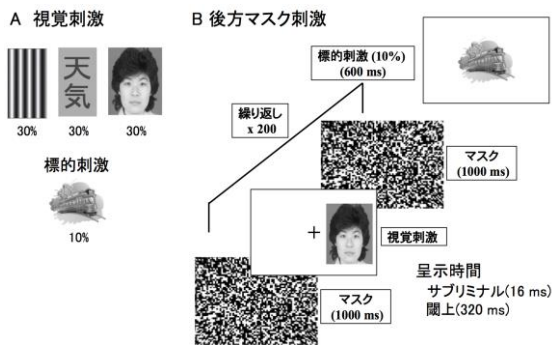 A 視覚刺激
天
気
30%
30%
30%
標的刺激
10%
B 後方マスク刺激
標的刺激 (10%)
(600 ms)
繰り返し
x 200
マスク
(1000 ms)
+
視覚刺激
マスク
(1000 ms)
呈示時間
サブリミナル(16 ms)
閾上(320 ms)